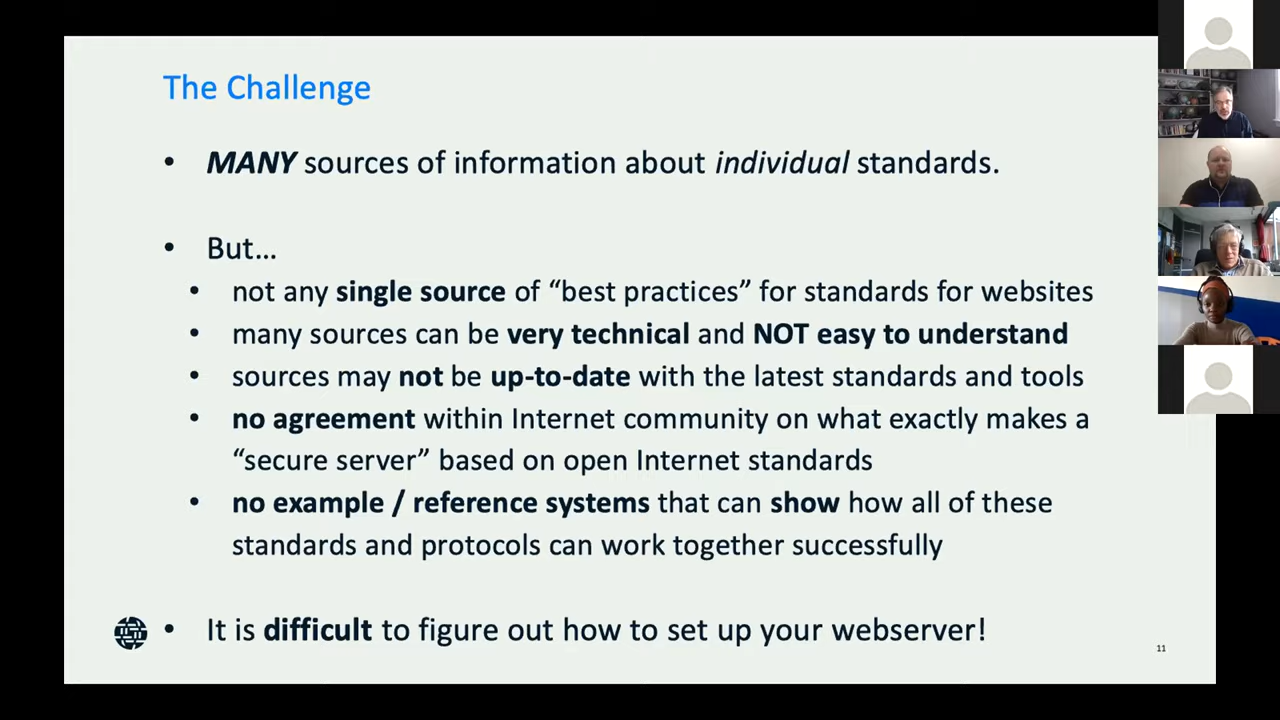 The Challenge
• MANY sources of information about individual standards.
• But…
• not any single source of “best practices” for standards for websites
• many sources can be very technical and NOT easy to understand
• sources may not be up-to-date with the latest standards and tools
• no agreement within Internet community on what exactly makes a
“secure server” based on open Internet standards
• no example / reference systems that can show how all of these
standards and protocols can work together successfully
• It is difficult to figure out how to set up your webserver!
11